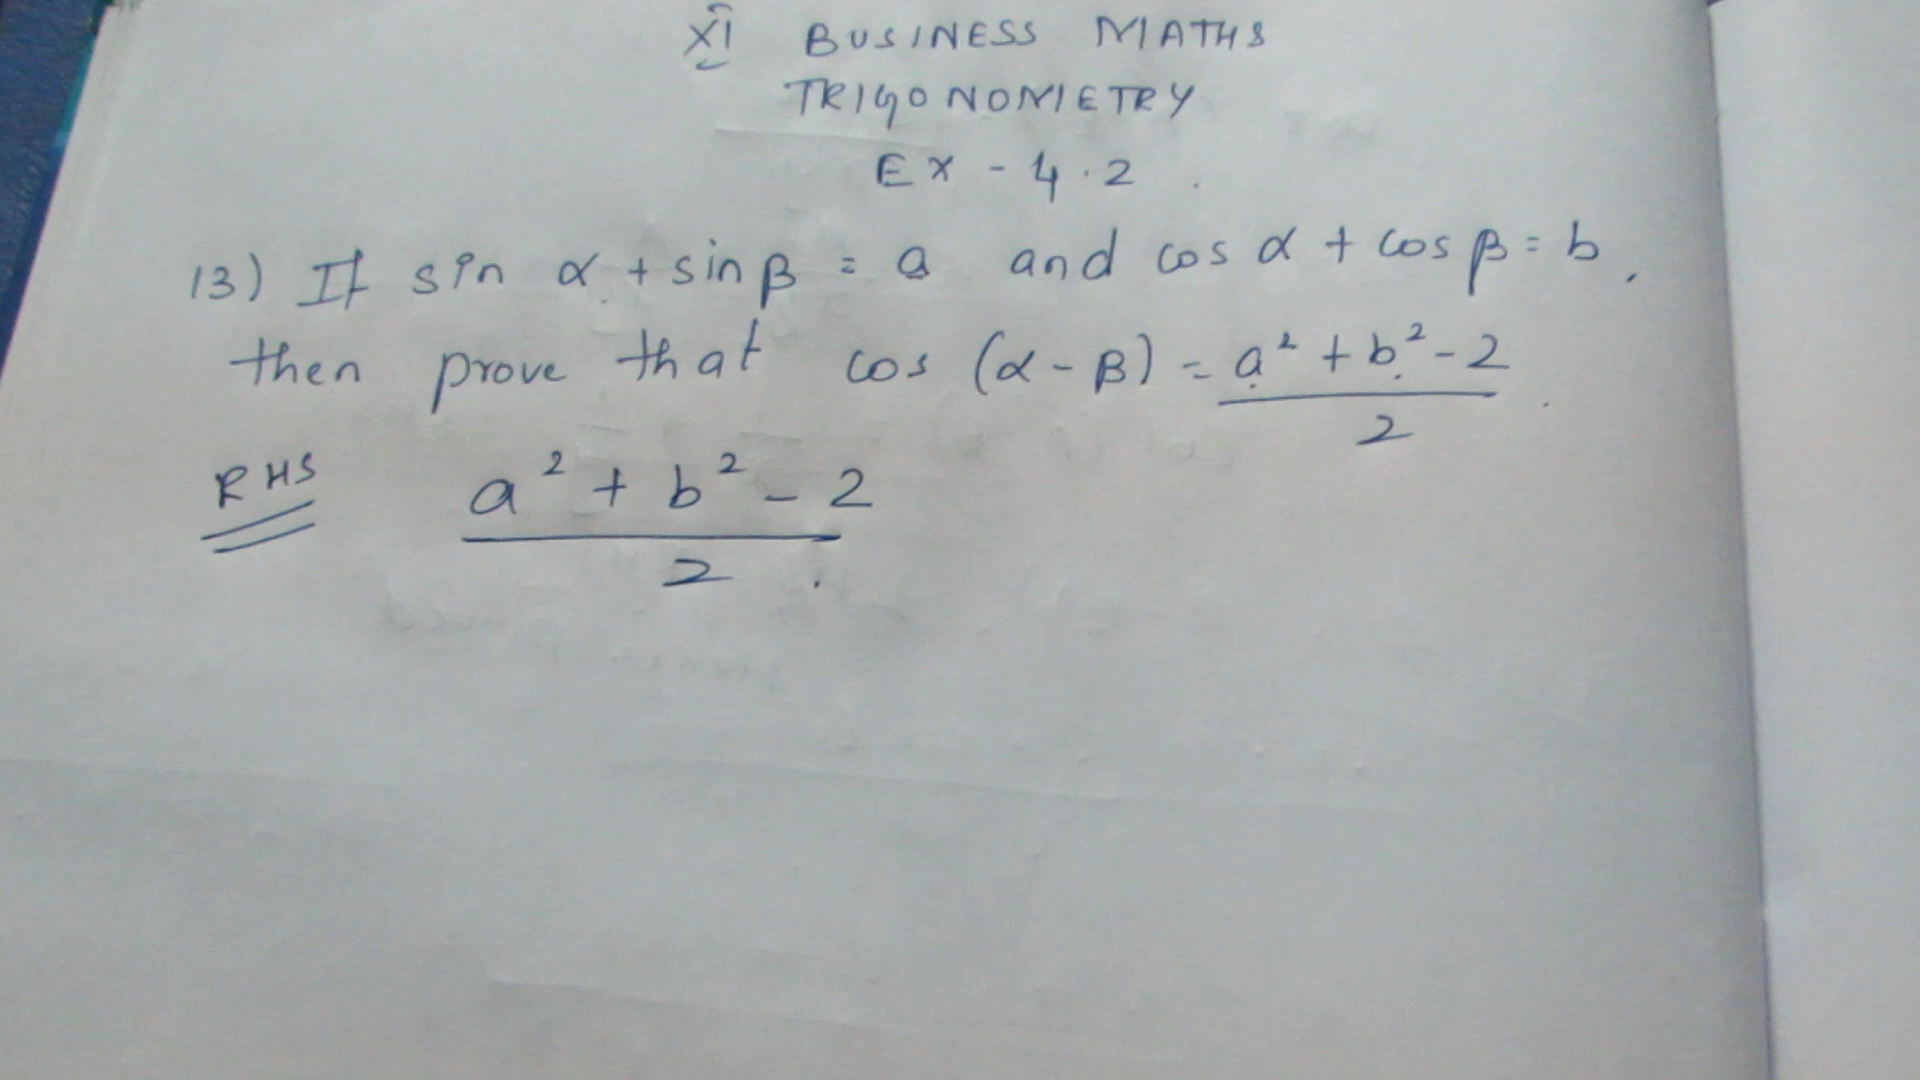 XI BUSINESS MATHS
TRIGONOMETRY
EX - 4.2
13) If sin α + sin β = a and cos α + cos β = b,
then prove that cos (α - β) = a² + b² - 2
2
RHS a² + b² - 2
2